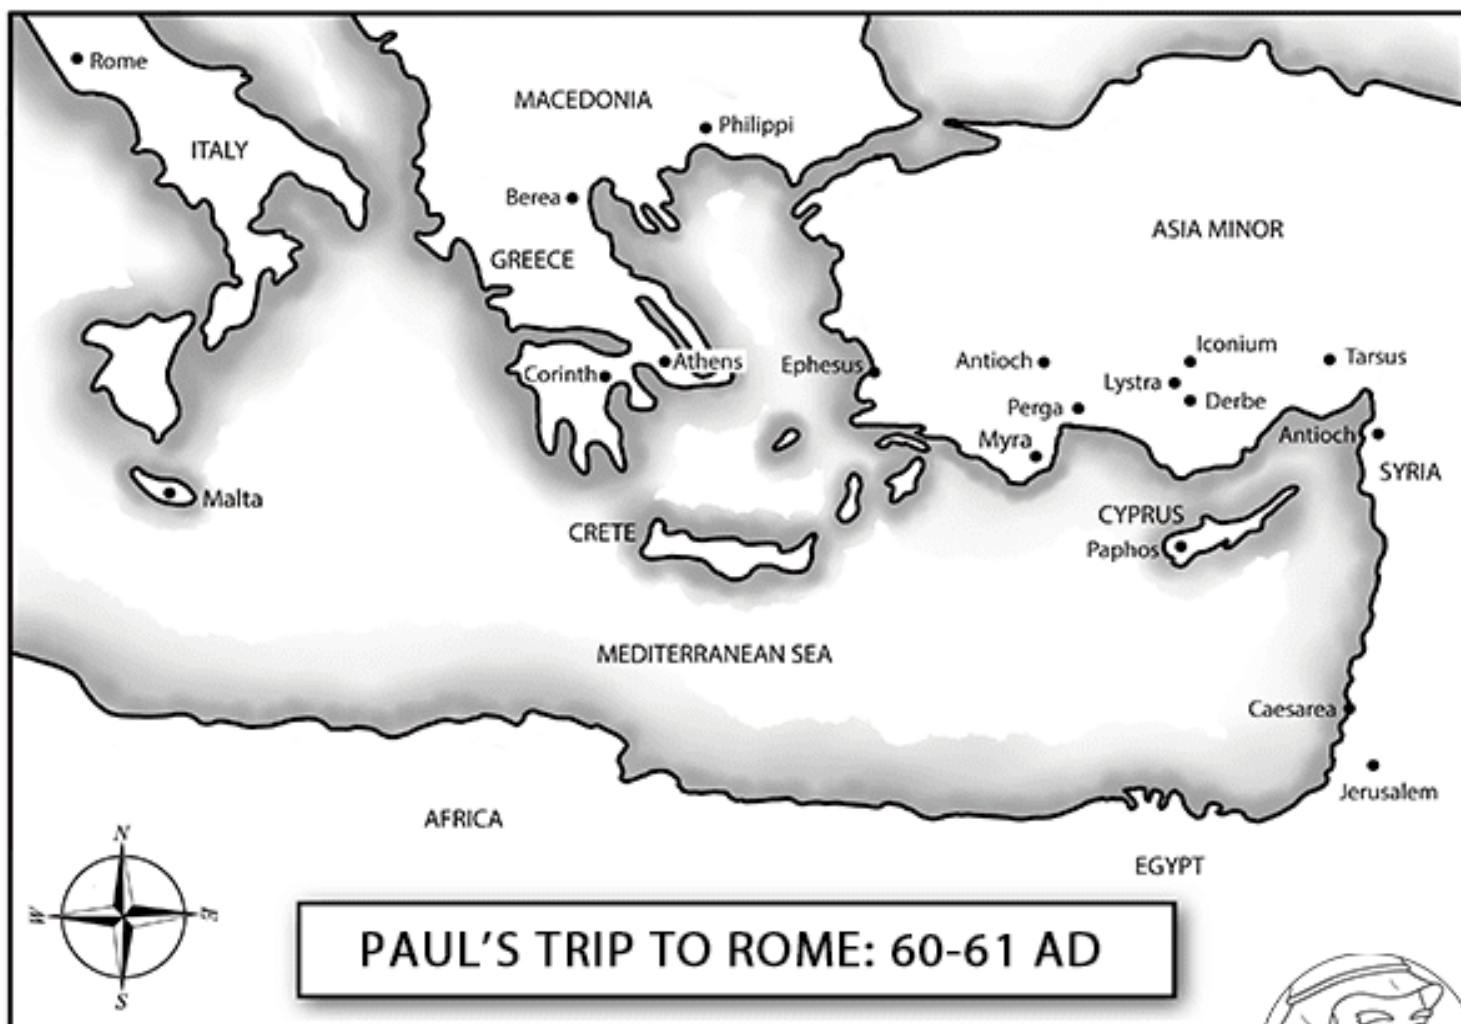 Rome
MACEDONIA
Philippi
ITALY
Berea
ASIA MINOR
GREECE
Iconium
Tarsus
Athens
Ephesus
Antioch
Corinth
Lystra
Derbe
Perga
Antioch
Myra
SYRIA
Malta
CYPRUS
CRETE
Paphos
MEDITERRANEAN SEA
Caesarea
Jerusalem
AFRICA
N
EGYPT
W
E
PAUL'S TRIP TO ROME: 60-61 AD
S